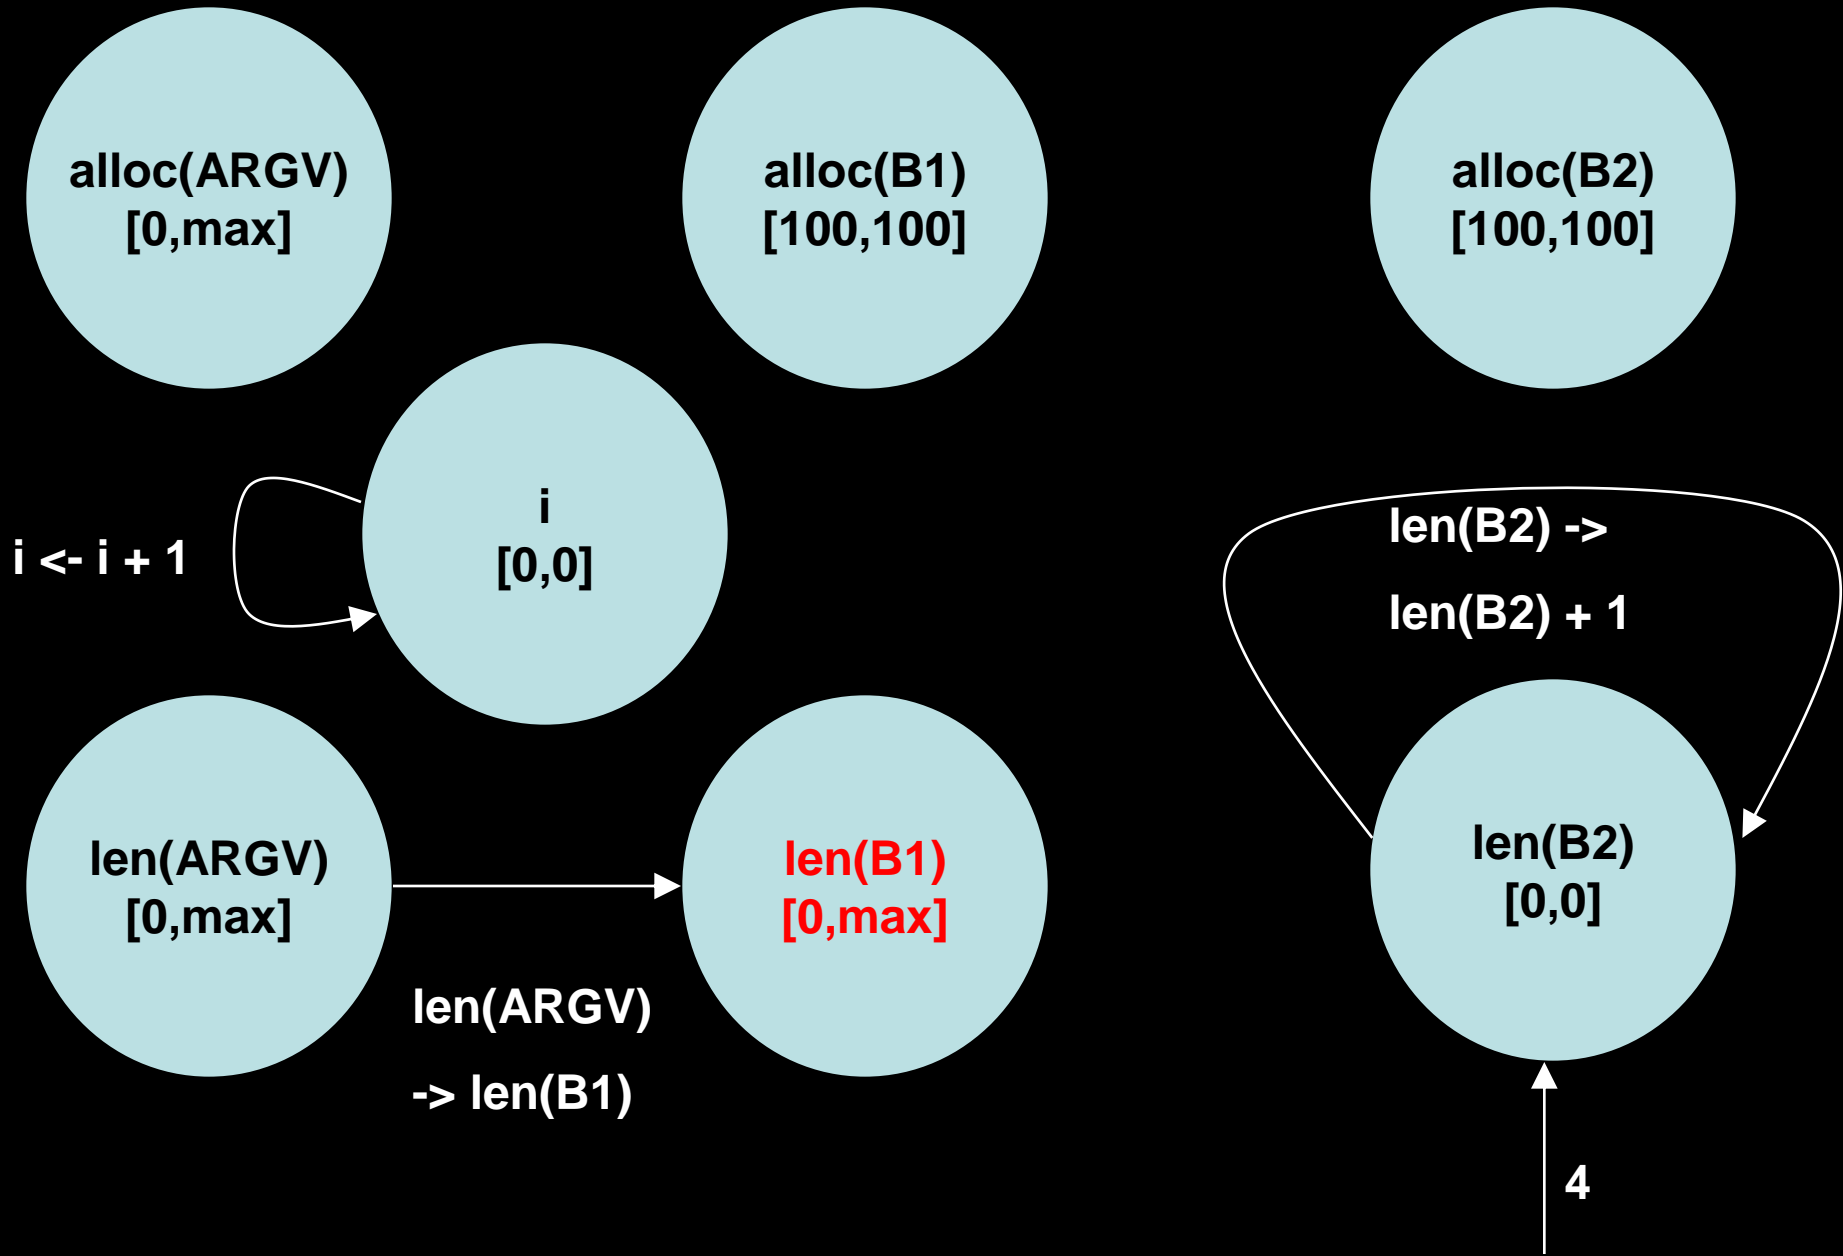 alloc(ARGV)
[0,max]
alloc(B1)
[100,100]
alloc(B2)
[100,100]
i
[0,0]
i <- i + 1
len(B2) ->
len(B2) + 1
len(ARGV)
[0,max]
len(B1)
[0,max]
len(B2)
[0,0]
len(ARGV)
-> len(B1)
4